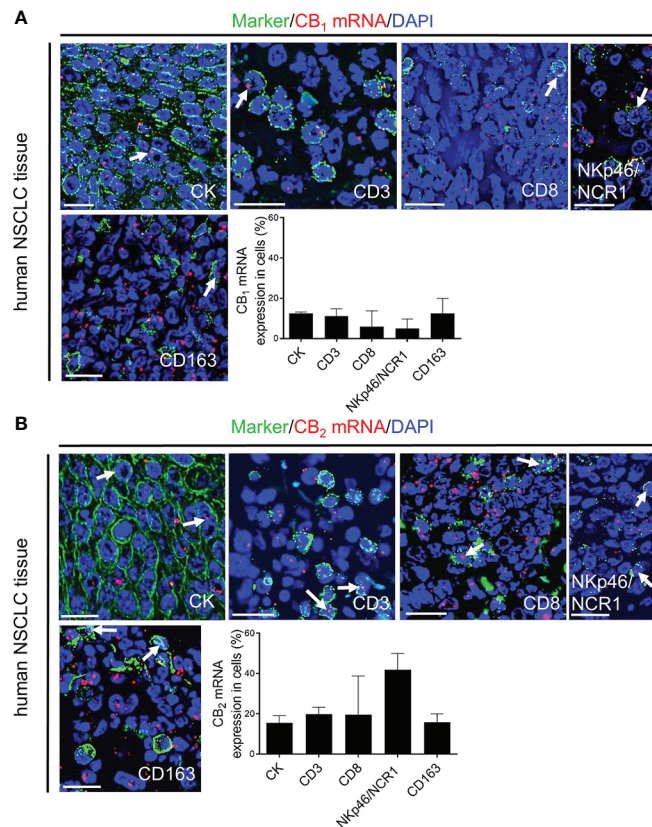 A
Marker/CB₁ mRNA/DAPI
human NSCLC tissue
CK
CD3
CD8
NKp46/
NCR1
CD163
CB₁ mRNA
expression in cells (%)
60
40
20
0
CK
CD3
CD8
NKp46/NCR1
CD163
B
Marker/CB₂ mRNA/DAPI
human NSCLC tissue
CK
CD3
CD8
NKp46/
NCR1
CD163
CB₂ mRNA
expression in cells (%)
60
40
20
0
CK
CD3
CD8
NKp46/NCR1
CD163